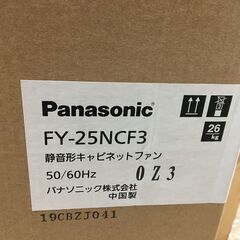 Panasonic
FY-25NCF3
静音形キャビネットファン
50/60Hz
0Z3
パナソニック株式会社
中国製
26
kg
19CBZJ041